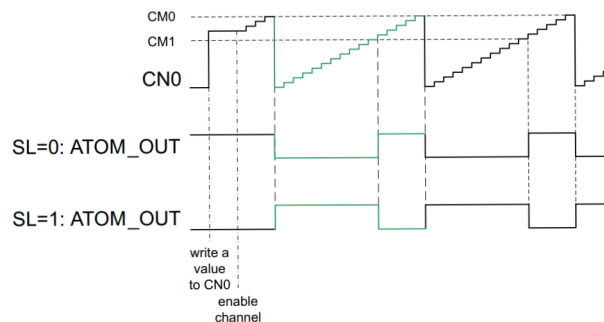 CM0
CM1
CN0
SL=0: ATOM_OUT
SL=1: ATOM_OUT
write a
value
to CN0
enable
channel